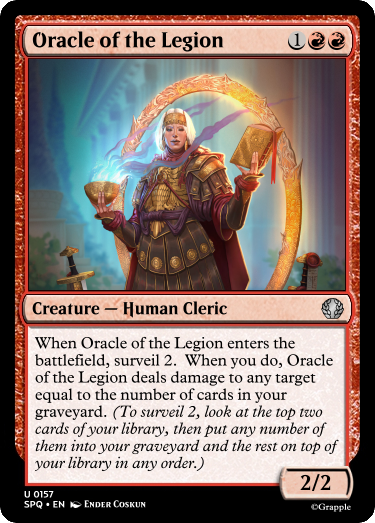 Oracle of the Legion 1
Creature — Human Cleric
When Oracle of the Legion enters the
battlefield, surveil 2.  When you do, Oracle
of the Legion deals damage to any target
equal to the number of cards in your
graveyard. (To surveil 2, look at the top two
cards of your library, then put any number of
them into your graveyard and the rest on top of
your library in any order.)
2/2
U 0157
SPQ • EN Ender Coskun
©Grapple